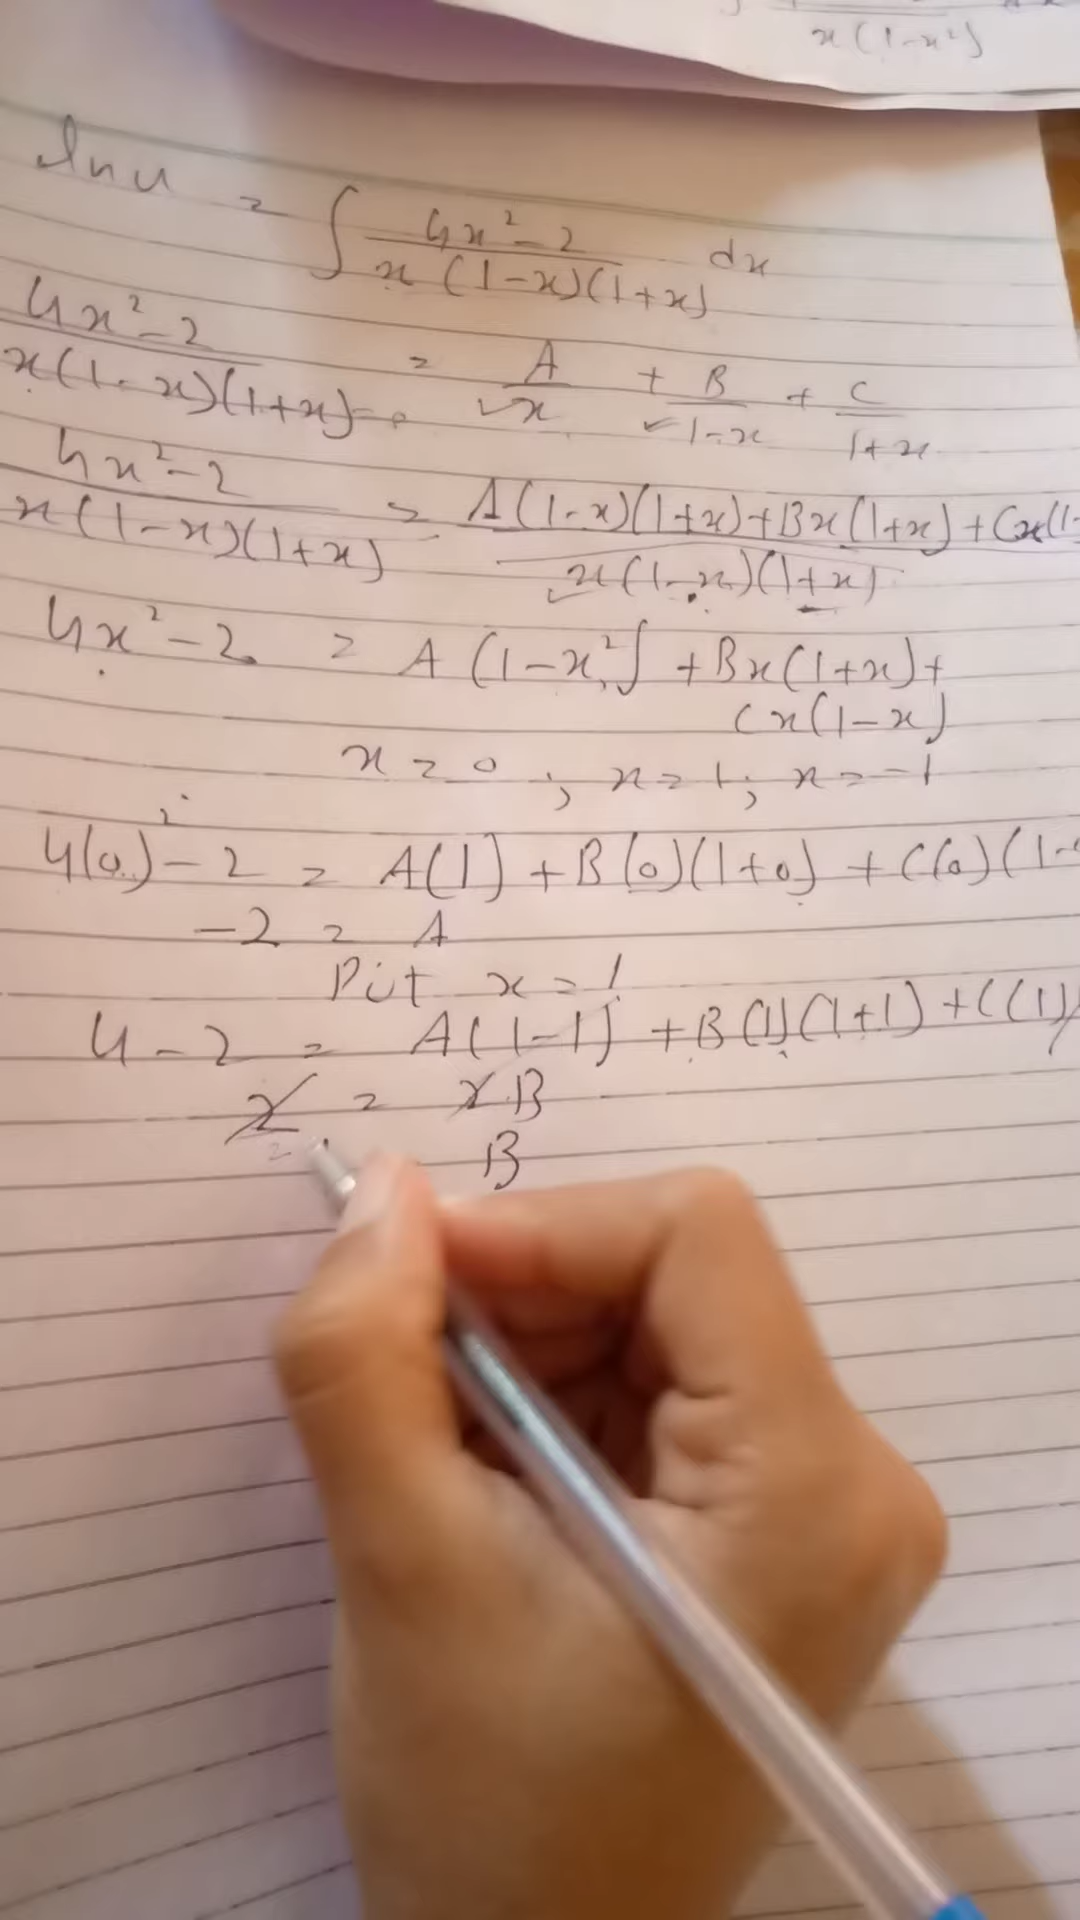 x(1-x²)
ln u = ∫ 4x²-2 / x(1-x)(1+x) dx
4x²-2 / x(1-x)(1+x) = A/x + B/1-x + C/1+x
4x²-2 / x(1-x)(1+x) = A(1-x)(1+x)+Bx(1+x)+Cx(1- / x(1-x)(1+x)
4x²-2 = A(1-x²) + Bx(1+x) +
Cx(1-x)
x=0 ; x=1 ; x=-1
4(0)²-2 = A(1)+B(0)(1+0) + C(0)(1-
-2 = A
Put x=1
4-2 = A(1-1) +B(1)(1+1)+C(1)
2 = 2B
B